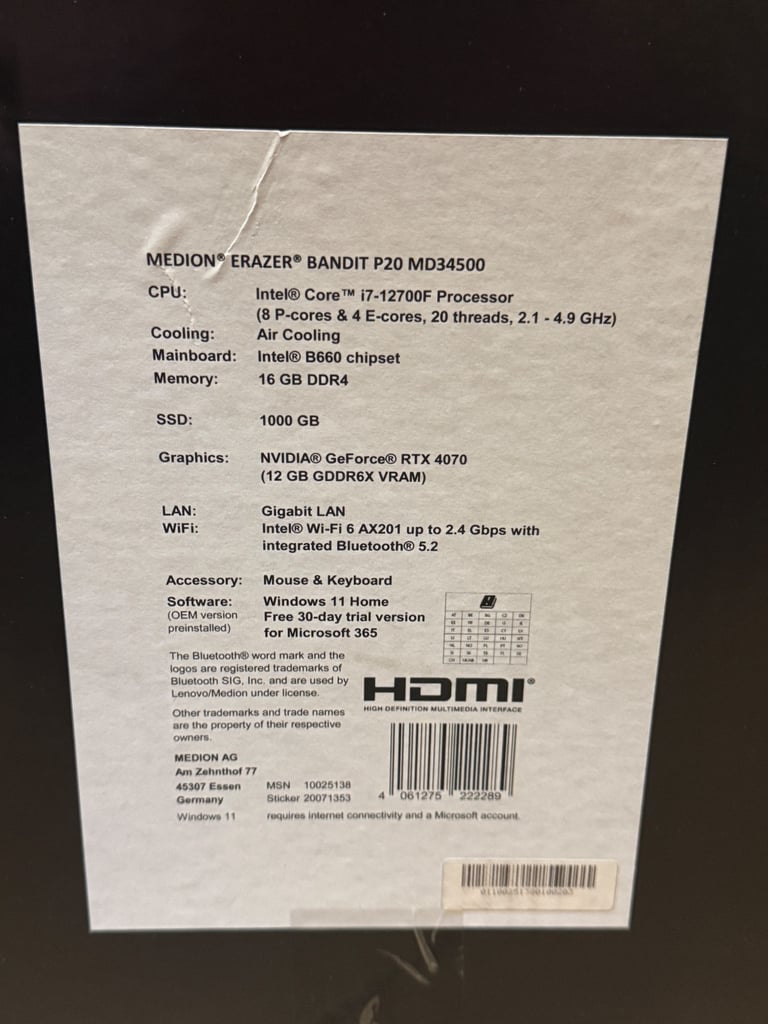 MEDION® ERAZER® BANDIT P20 MD34500
CPU: Intel® Core™ i7-12700F Processor
(8 P-cores & 4 E-cores, 20 threads, 2.1 - 4.9 GHz)
Cooling: Air Cooling
Mainboard: Intel® B660 chipset
Memory: 16 GB DDR4
SSD: 1000 GB
Graphics: NVIDIA® GeForce® RTX 4070
(12 GB GDDR6X VRAM)
LAN: Gigabit LAN
WiFi: Intel® Wi-Fi 6 AX201 up to 2.4 Gbps with
integrated Bluetooth® 5.2
Accessory: Mouse & Keyboard
Software: Windows 11 Home
(OEM version Free 30-day trial version
preinstalled) for Microsoft 365
The Bluetooth® word mark and the
logos are registered trademarks of
Bluetooth SIG, Inc. and are used by
Lenovo/Medion under license.
HDMI®
HIGH-DEFINITION MULTIMEDIA INTERFACE
Other trademarks and trade names
are the property of their respective
owners.
MEDION AG
Am Zehnthof 77
45307 Essen MSN 10025138
Germany Sticker 20071353
4 061275 222289
Windows 11 requires internet connectivity and a Microsoft account.